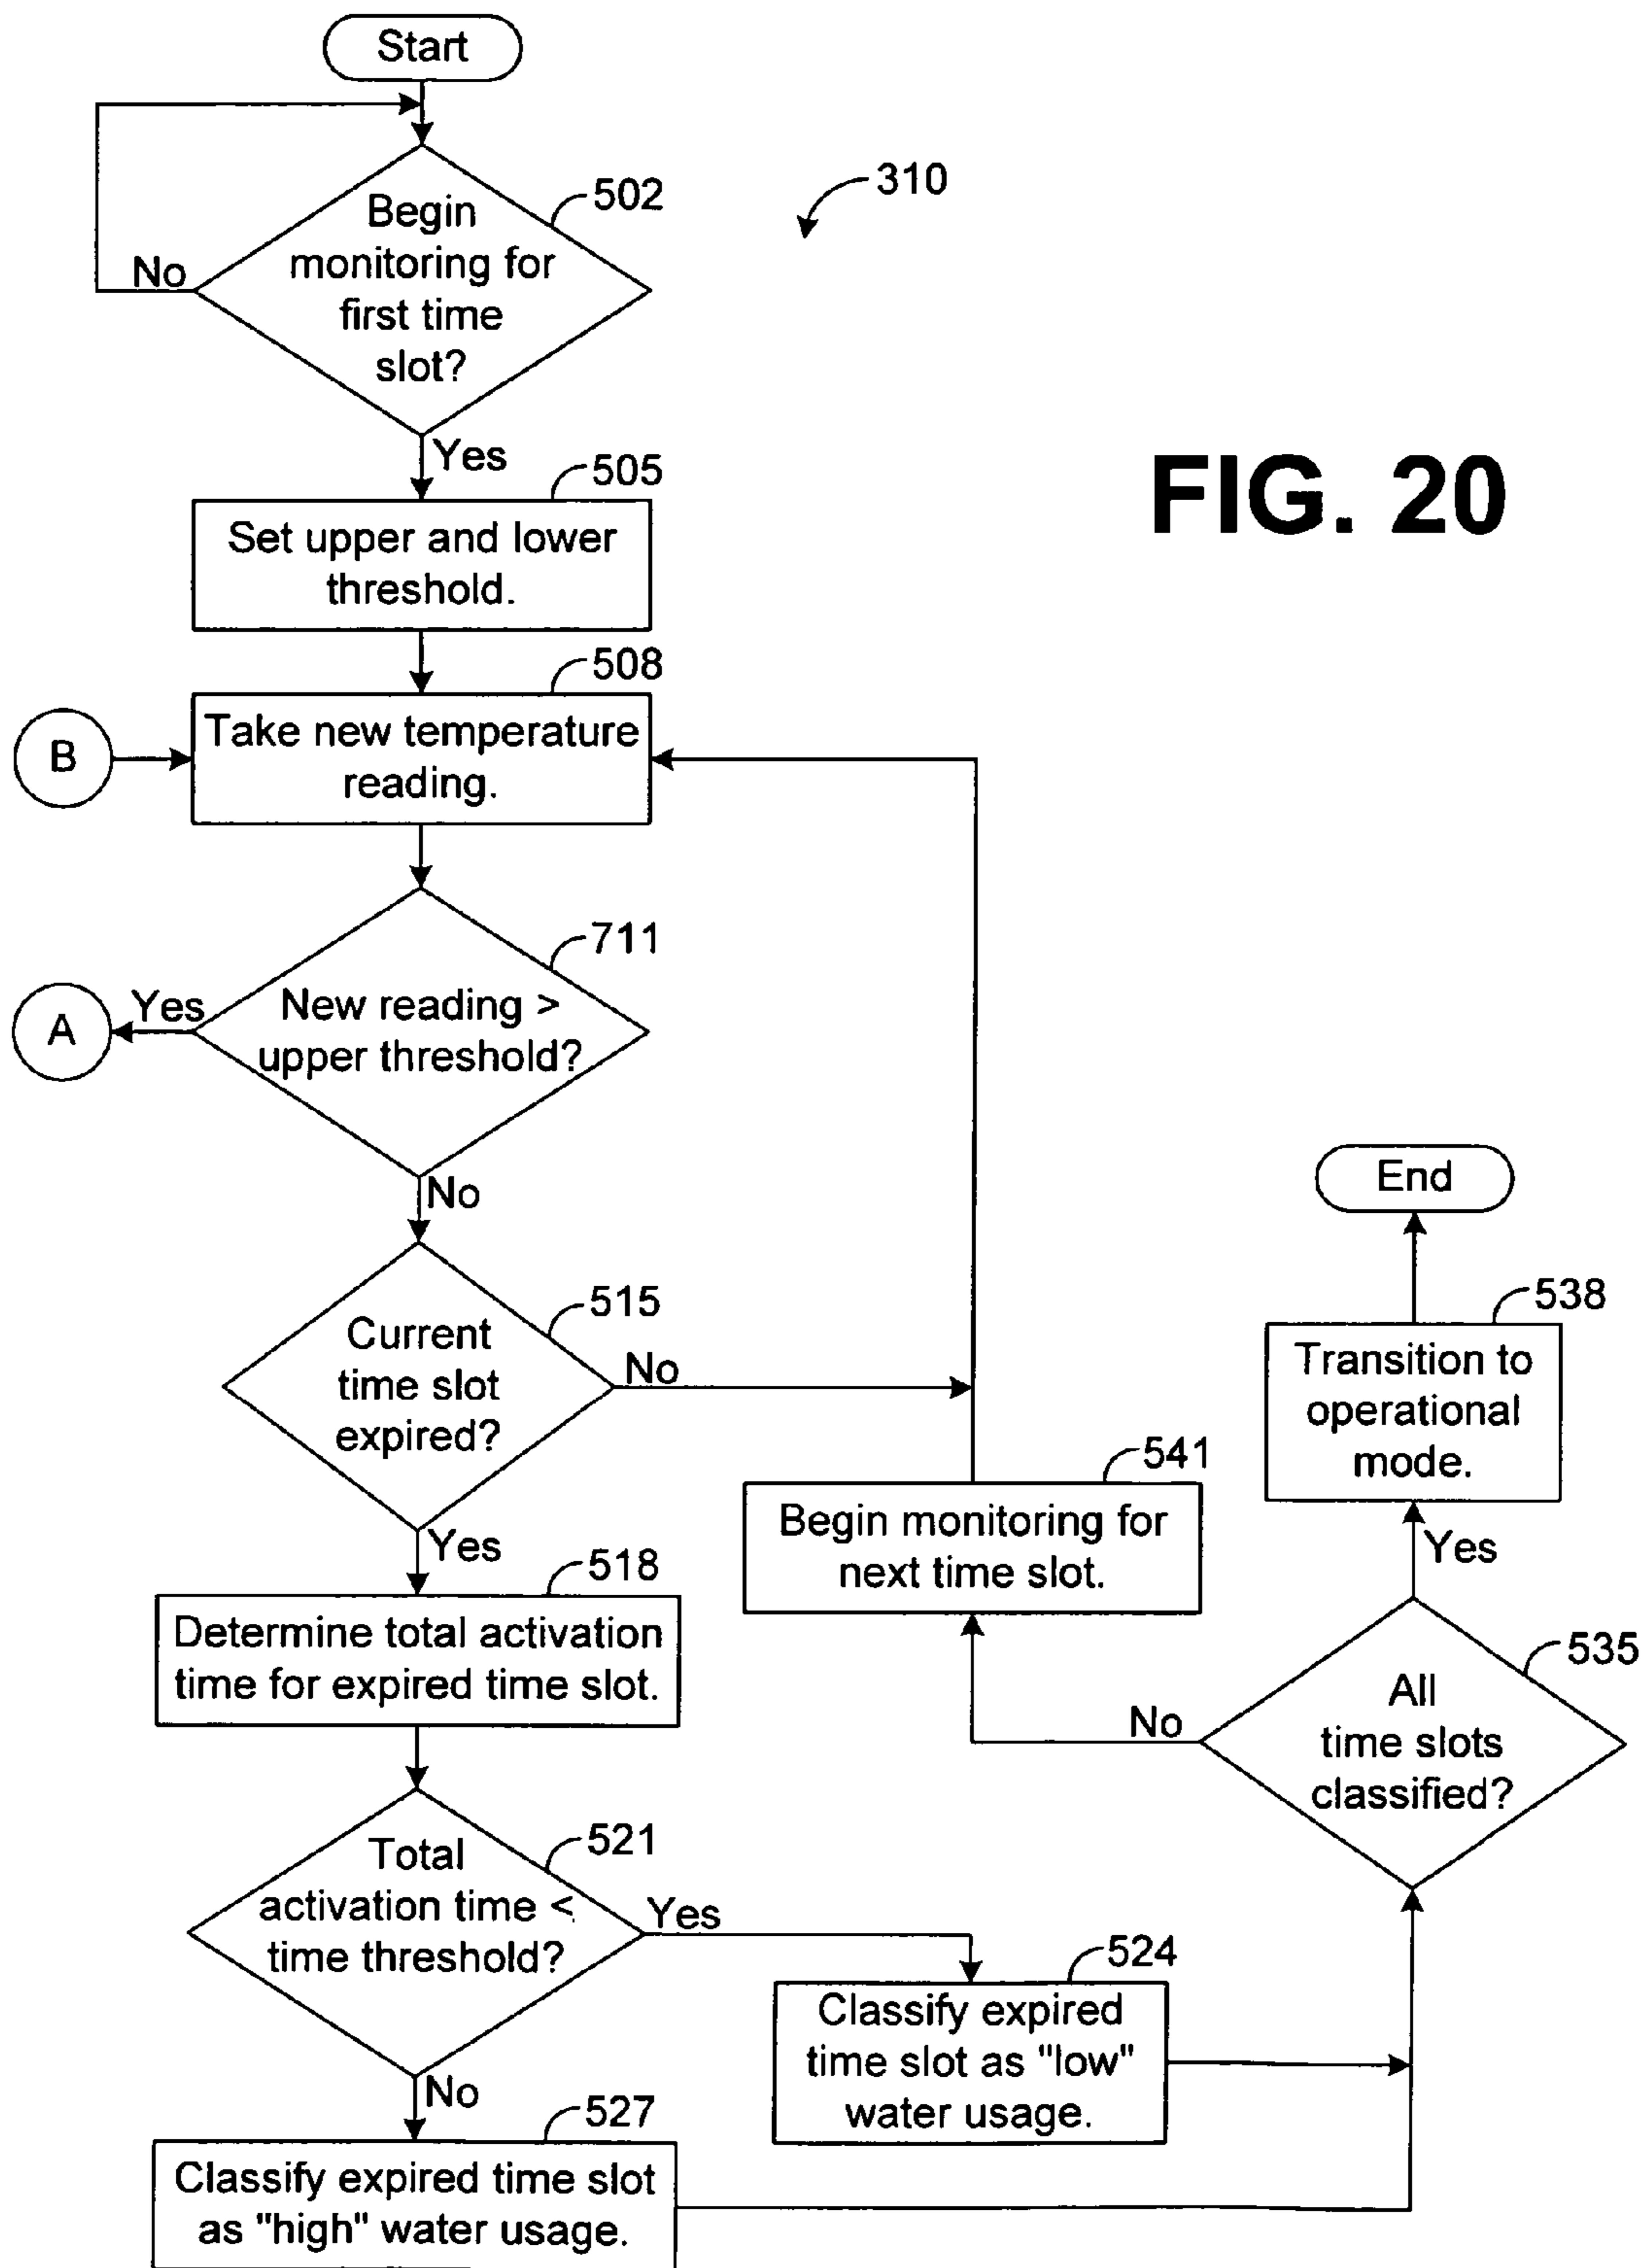 Start
310
502
Begin
monitoring for
first time
slot?
No
Yes
FIG. 20
505
Set upper and lower
threshold.
508
B
Take new temperature
reading.
711
A
Yes
New reading >
upper threshold?
No
515
Current
time slot
expired?
No
Yes
518
Determine total activation
time for expired time slot.
521
Total
activation time <
time threshold?
Yes
No
524
Classify expired
time slot as "low"
water usage.
527
Classify expired time slot
as "high" water usage.
541
Begin monitoring for
next time slot.
End
538
Transition to
operational
mode.
Yes
535
All
time slots
classified?
No